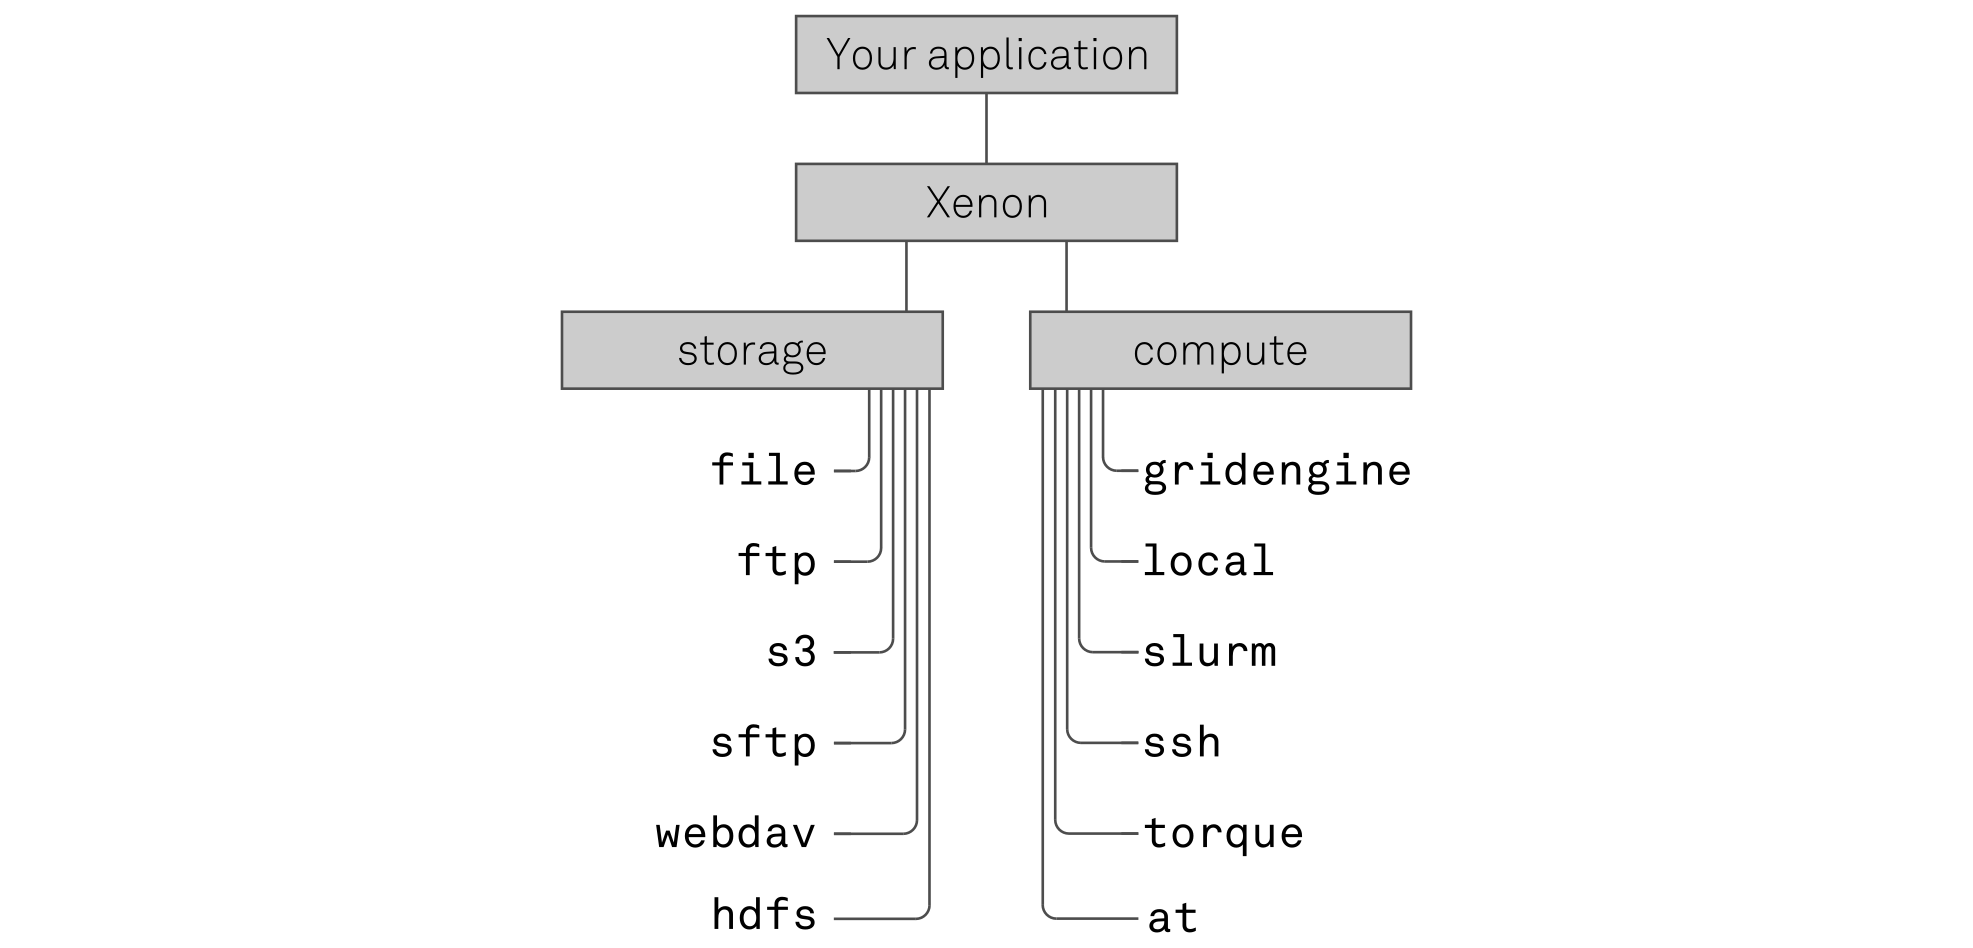 Your application
Xenon
storage
compute
file
ftp
s3
sftp
webdav
hdfs
gridengine
local
slurm
ssh
torque
at